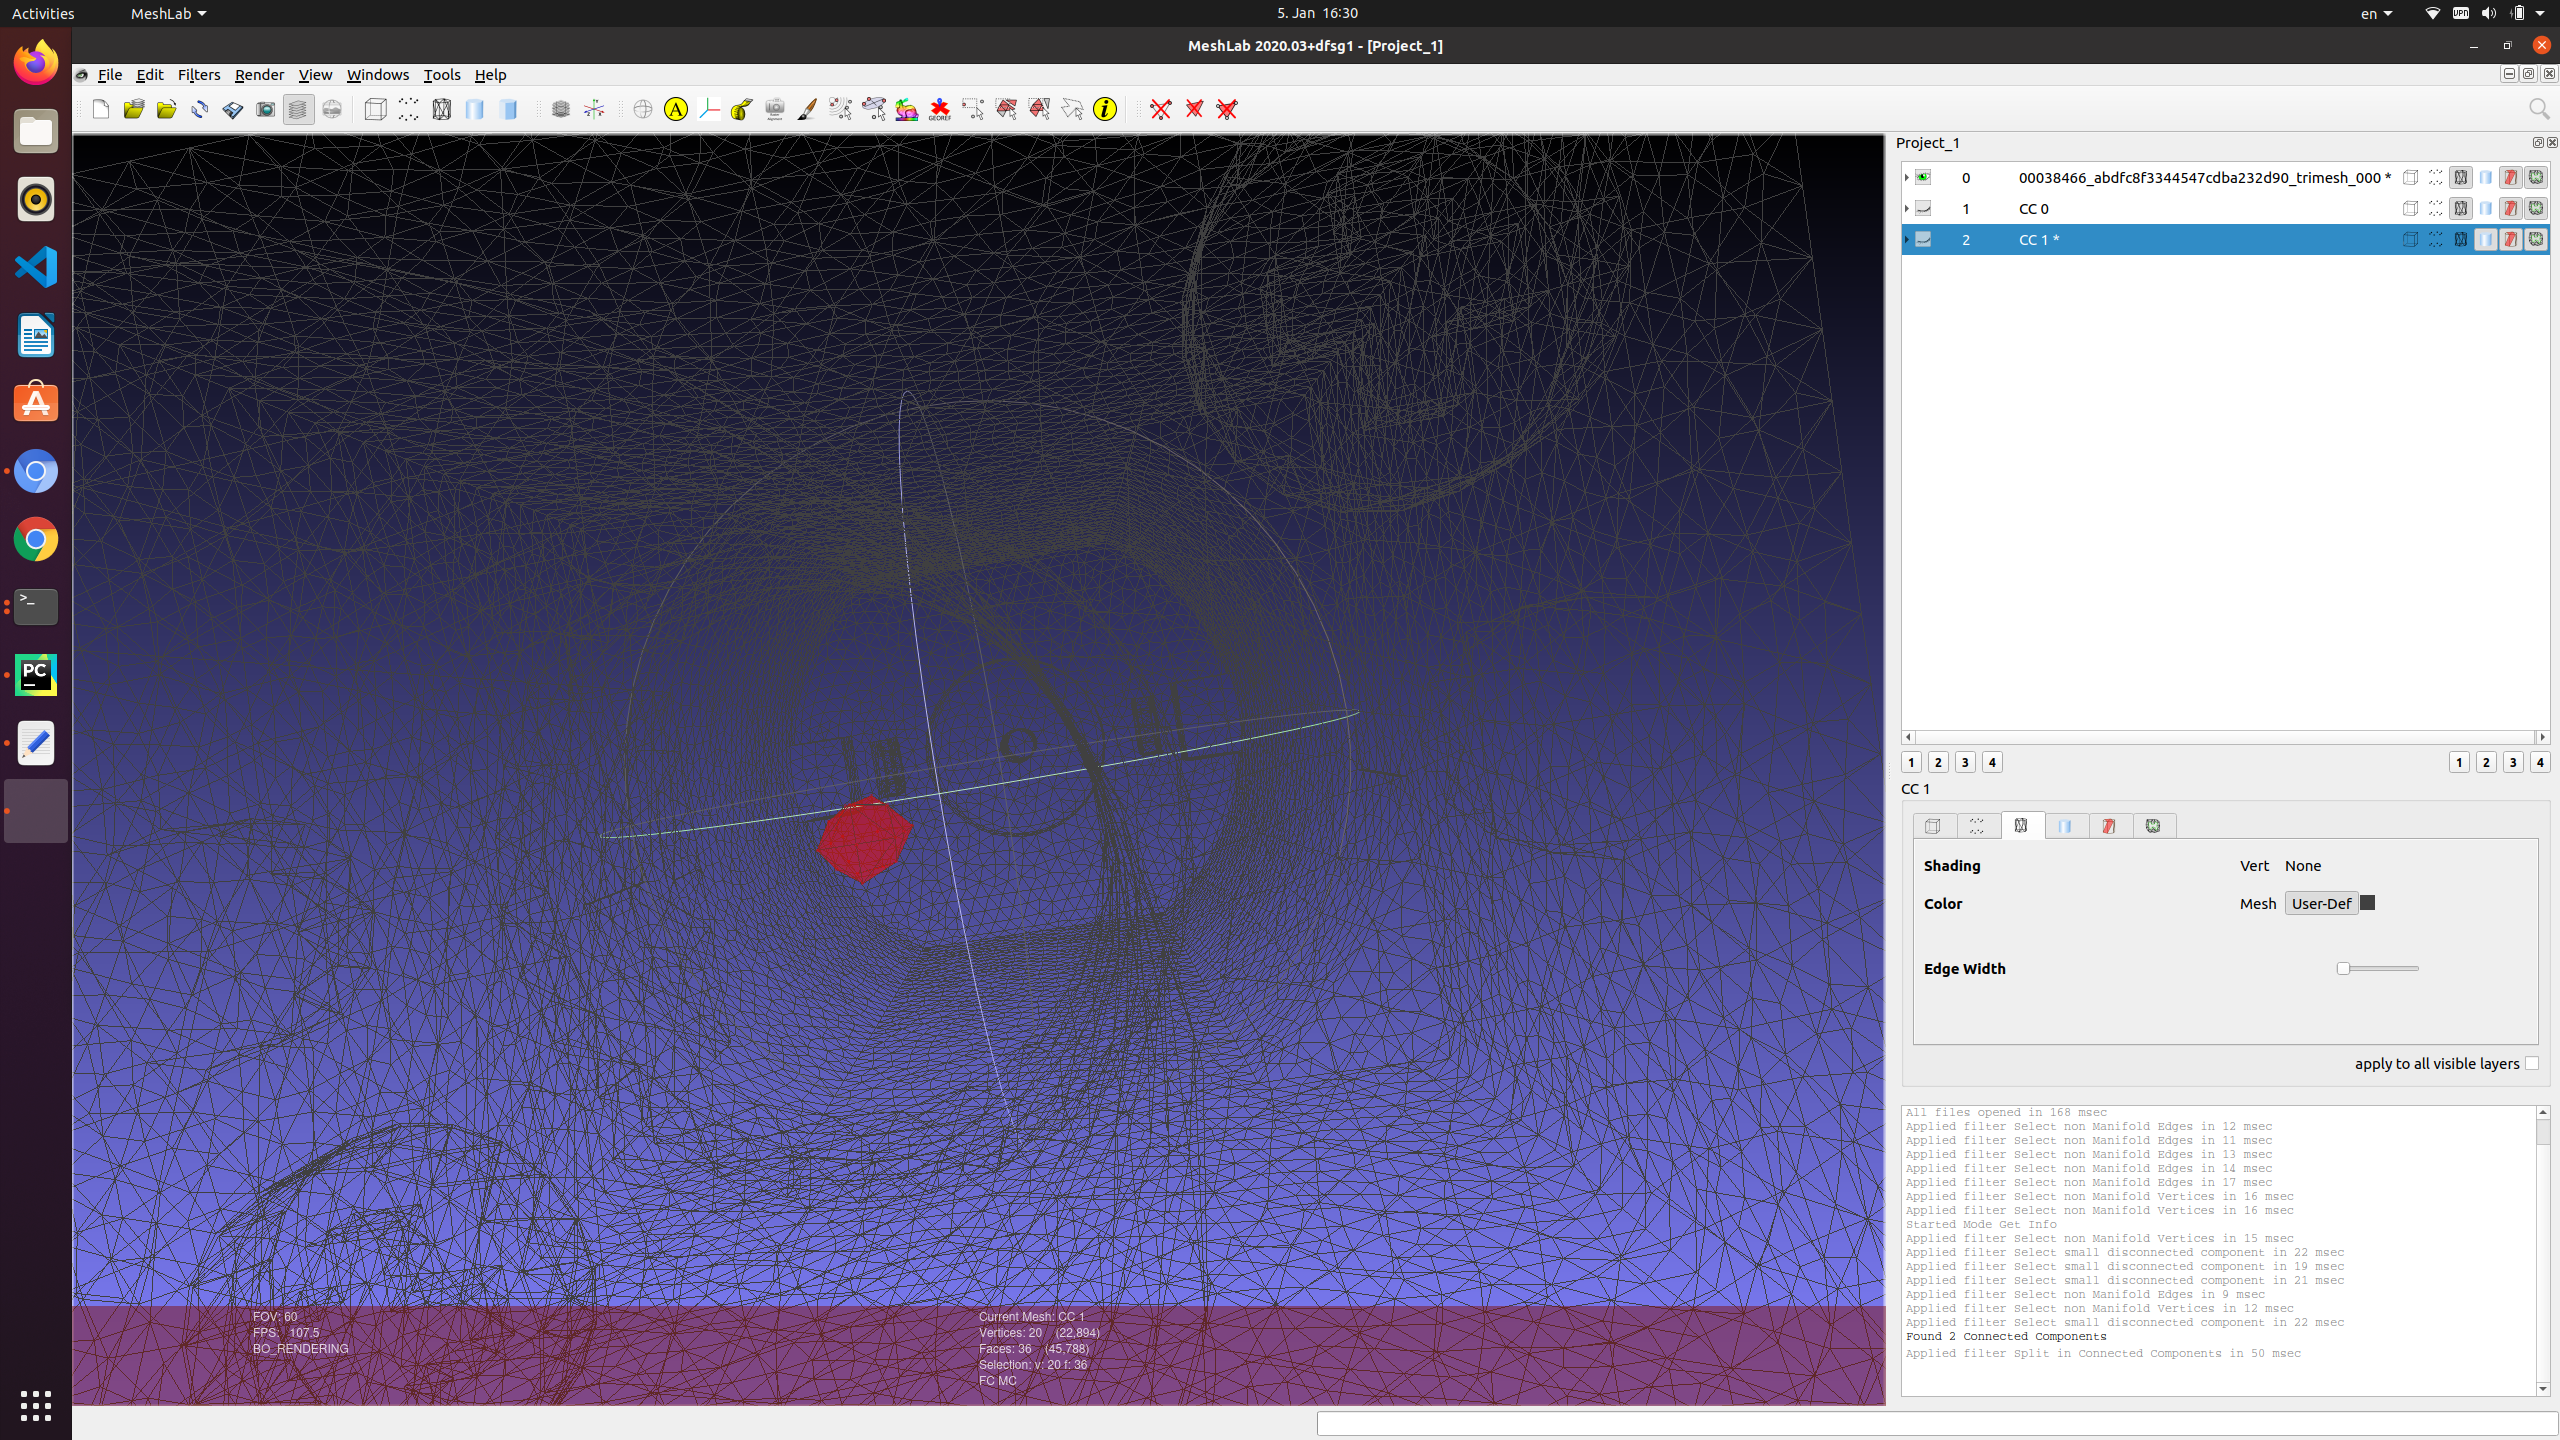 Activities
MeshLab
5. Jan 16:30
en
VPN
MeshLab 2020.03+dfsg1 - [Project_1]
File Edit Filters Render View Windows Tools Help
A
GEOREF
i
Project_1
0 00038466_abdfc8f3344547cdba232d90_trimesh_000 *
1 CC 0
2 CC 1 *
1 2 3 4
1 2 3 4
CC 1
Shading Vert None
Color Mesh User-Def
Edge Width
apply to all visible layers
All files opened in 168 msec
Applied filter Select non Manifold Edges in 12 msec
Applied filter Select non Manifold Edges in 11 msec
Applied filter Select non Manifold Edges in 13 msec
Applied filter Select non Manifold Edges in 14 msec
Applied filter Select non Manifold Edges in 17 msec
Applied filter Select non Manifold Vertices in 16 msec
Applied filter Select non Manifold Vertices in 16 msec
Started Mode Get Info
Applied filter Select non Manifold Vertices in 15 msec
Applied filter Select small disconnected component in 22 msec
Applied filter Select small disconnected component in 19 msec
Applied filter Select small disconnected component in 21 msec
Applied filter Select non Manifold Edges in 9 msec
Applied filter Select non Manifold Vertices in 12 msec
Applied filter Select small disconnected component in 22 msec
Found 2 Connected Components
Applied filter Split in Connected Components in 50 msec
FOV: 60
FPS: 107.5
BO_RENDERING
Current Mesh: CC 1
Vertices: 20 (22,894)
Faces: 36 (45,788)
Selection: v: 20 f: 36
FC MC
>_
PC